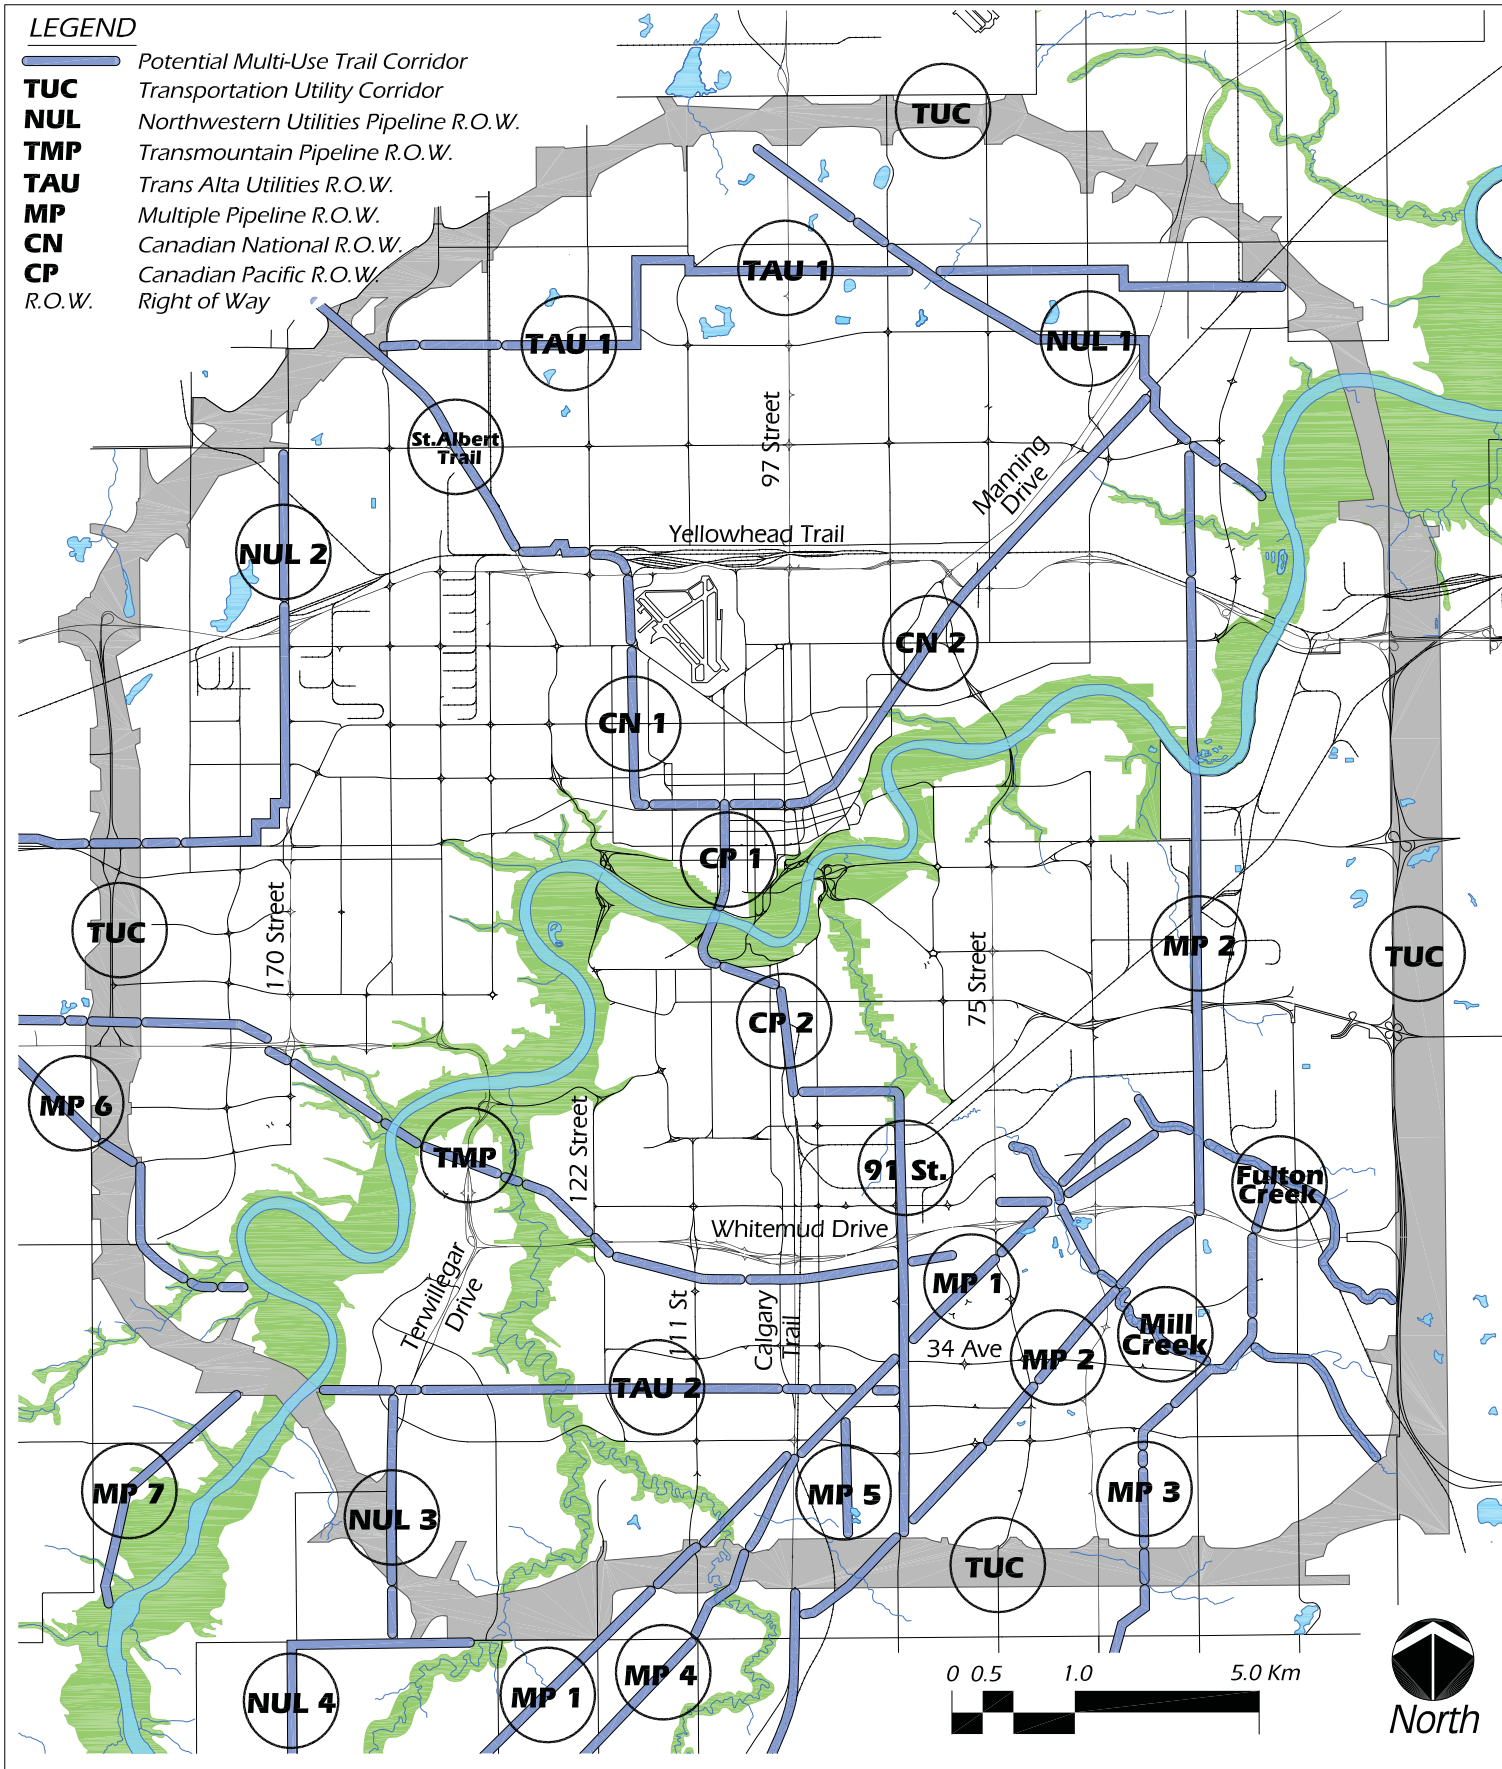 LEGEND
Potential Multi-Use Trail Corridor
TUC Transportation Utility Corridor
NUL Northwestern Utilities Pipeline R.O.W.
TMP Transmountain Pipeline R.O.W.
TAU Trans Alta Utilities R.O.W.
MP Multiple Pipeline R.O.W.
CN Canadian National R.O.W.
CP Canadian Pacific R.O.W.
R.O.W. Right of Way
TUC
TAU 1
TAU 1
NUL 1
St.Albert
Trail
97 Street
Manning
Drive
Yellowhead Trail
NUL 2
CN 2
CN 1
CP 1
170 Street
TUC
75 Street
MP 2
TUC
CP 2
MP 6
TMP
122 Street
91 St.
Fulton
Creek
Whitemud Drive
Terwillegar
Drive
111 St
Calgary
Trail
MP 1
34 Ave
MP 2
Mill
Creek
TAU 2
MP 7
NUL 3
MP 5
MP 3
TUC
NUL 4
MP 1
MP 4
0 0.5 1.0 5.0 Km
North